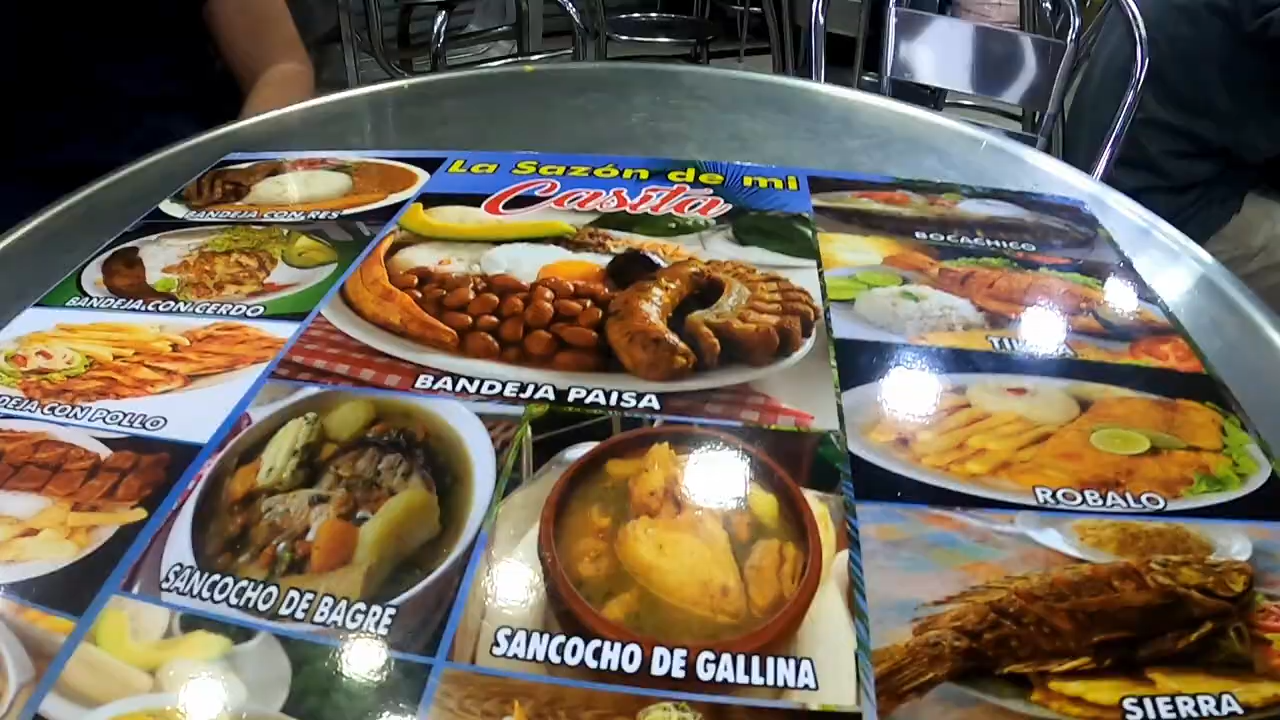 La Sazón de mi
Casita
BANDEJA CON RES
BANDEJA CON CERDO
CON POLLO
BANDEJA PAISA
SANCOCHO DE BAGRE
SANCOCHO DE GALLINA
BOCACHICO
ROBALO
SIERRA